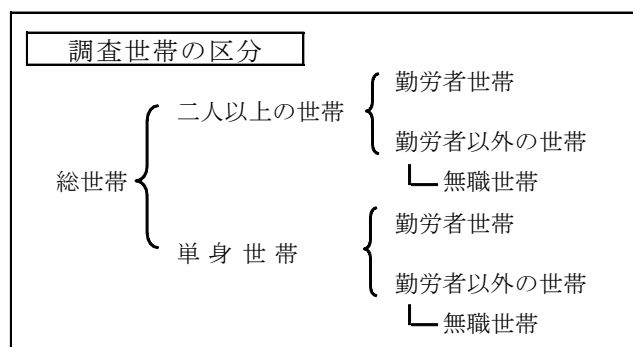 調査世帯の区分
勤労者世帯
二人以上の世帯
勤労者以外の世帯
無職世帯
総世帯
勤労者世帯
単身世帯
勤労者以外の世帯
無職世帯